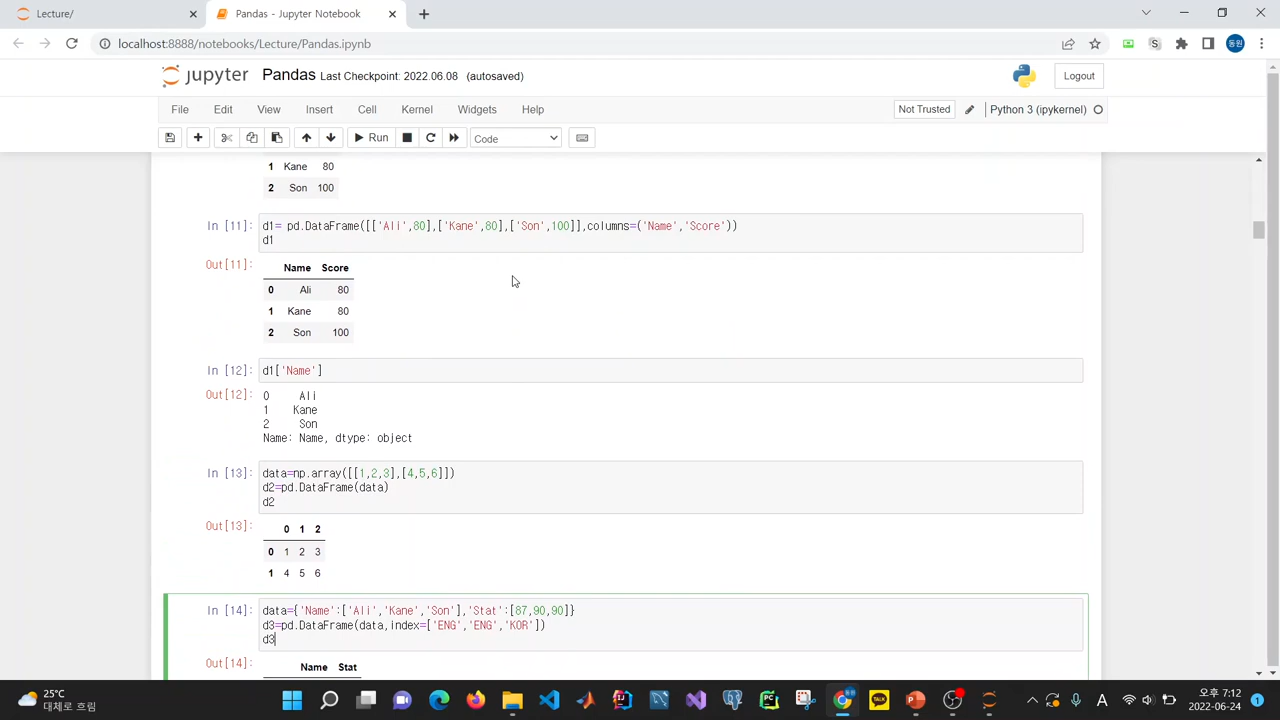 Lecture/
Pandas - Jupyter Notebook
localhost:8888/notebooks/Lecture/Pandas.ipynb
S
동원
jupyter Pandas Last Checkpoint: 2022.06.08 (autosaved)
Logout
File Edit View Insert Cell Kernel Widgets Help
Not Trusted
Python 3 (ipykernel)
Run
Code
1 Kane 80
2 Son 100
In [11]: d1= pd.DataFrame([['Ali',80],['Kane',80],['Son',100]],columns=('Name','Score'))
d1
Out[11]:
Name Score
0 Ali 80
1 Kane 80
2 Son 100
In [12]: d1['Name']
Out[12]: 0 Ali
1 Kane
2 Son
Name: Name, dtype: object
In [13]: data=np.array([[1,2,3],[4,5,6]])
d2=pd.DataFrame(data)
d2
Out[13]:
0 1 2
0 1 2 3
1 4 5 6
In [14]: data={'Name':['Ali','Kane','Son'],'Stat':[87,90,90]}
d3=pd.DataFrame(data,index=['ENG','ENG','KOR'])
d3
Out[14]:
Name Stat
25°C
대체로 흐림
A
오후 7:12
2022-06-24